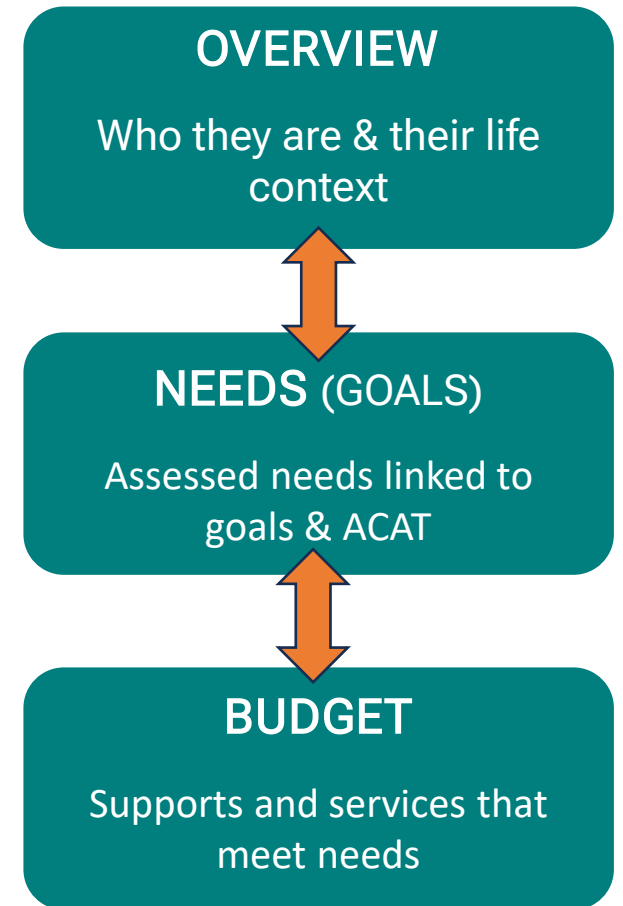 OVERVIEW
Who they are & their life
context
NEEDS (GOALS)
Assessed needs linked to
goals & ACAT
BUDGET
Supports and services that
meet needs